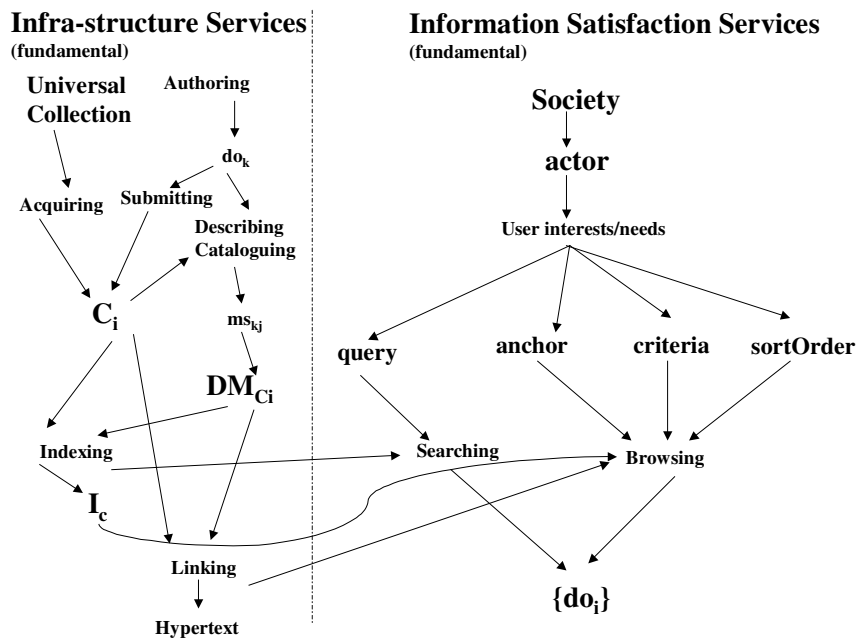 Infra-structure Services
(fundamental)
Universal
Collection
Authoring
do_k
Acquiring
Submitting
Describing
Cataloguing
C_i
ms_kj
DM_Ci
Indexing
I_c
Linking
Hypertext
Information Satisfaction Services
(fundamental)
Society
actor
User interests/needs
query
anchor
criteria
sortOrder
Searching
Browsing
{do_i}